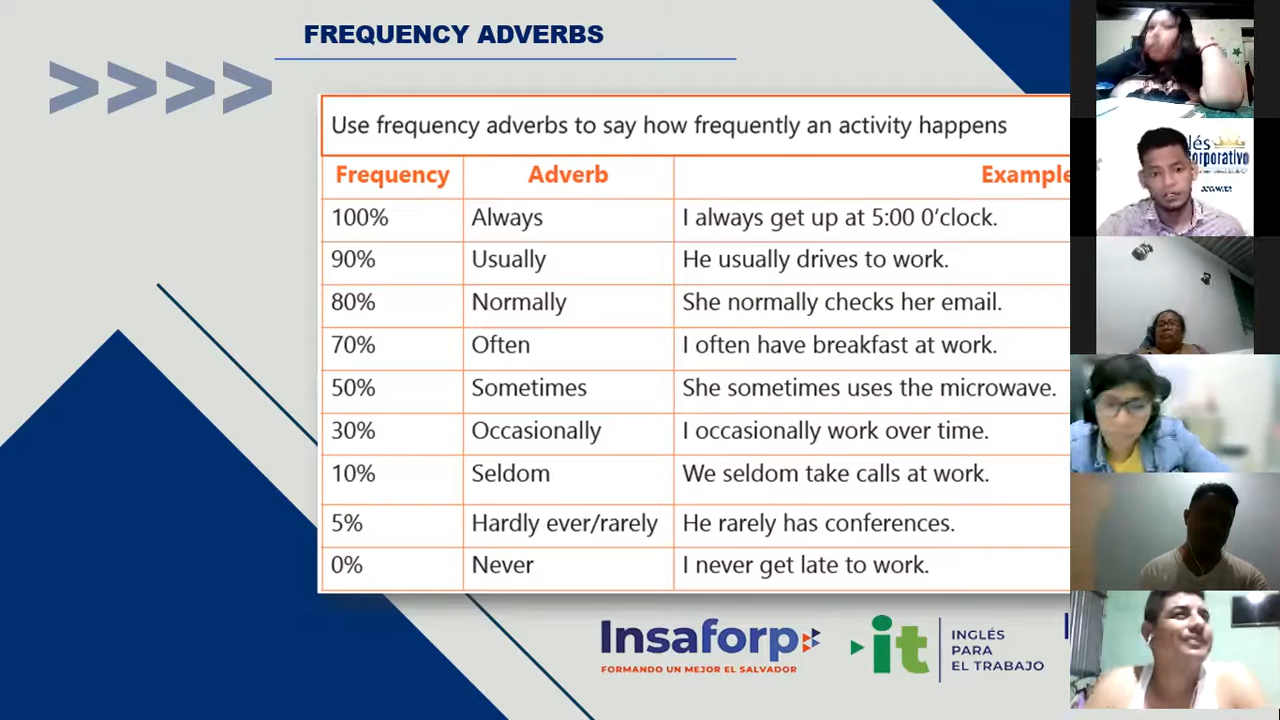 FREQUENCY ADVERBS
Use frequency adverbs to say how frequently an activity happens
Frequency Adverb Example
100% Always I always get up at 5:00 0’clock.
90% Usually He usually drives to work.
80% Normally She normally checks her email.
70% Often I often have breakfast at work.
50% Sometimes She sometimes uses the microwave.
30% Occasionally I occasionally work over time.
10% Seldom We seldom take calls at work.
5% Hardly ever/rarely He rarely has conferences.
0% Never I never get late to work.
Insaforp
FORMANDO UN MEJOR EL SALVADOR
it
INGLÉS
PARA
EL TRABAJO